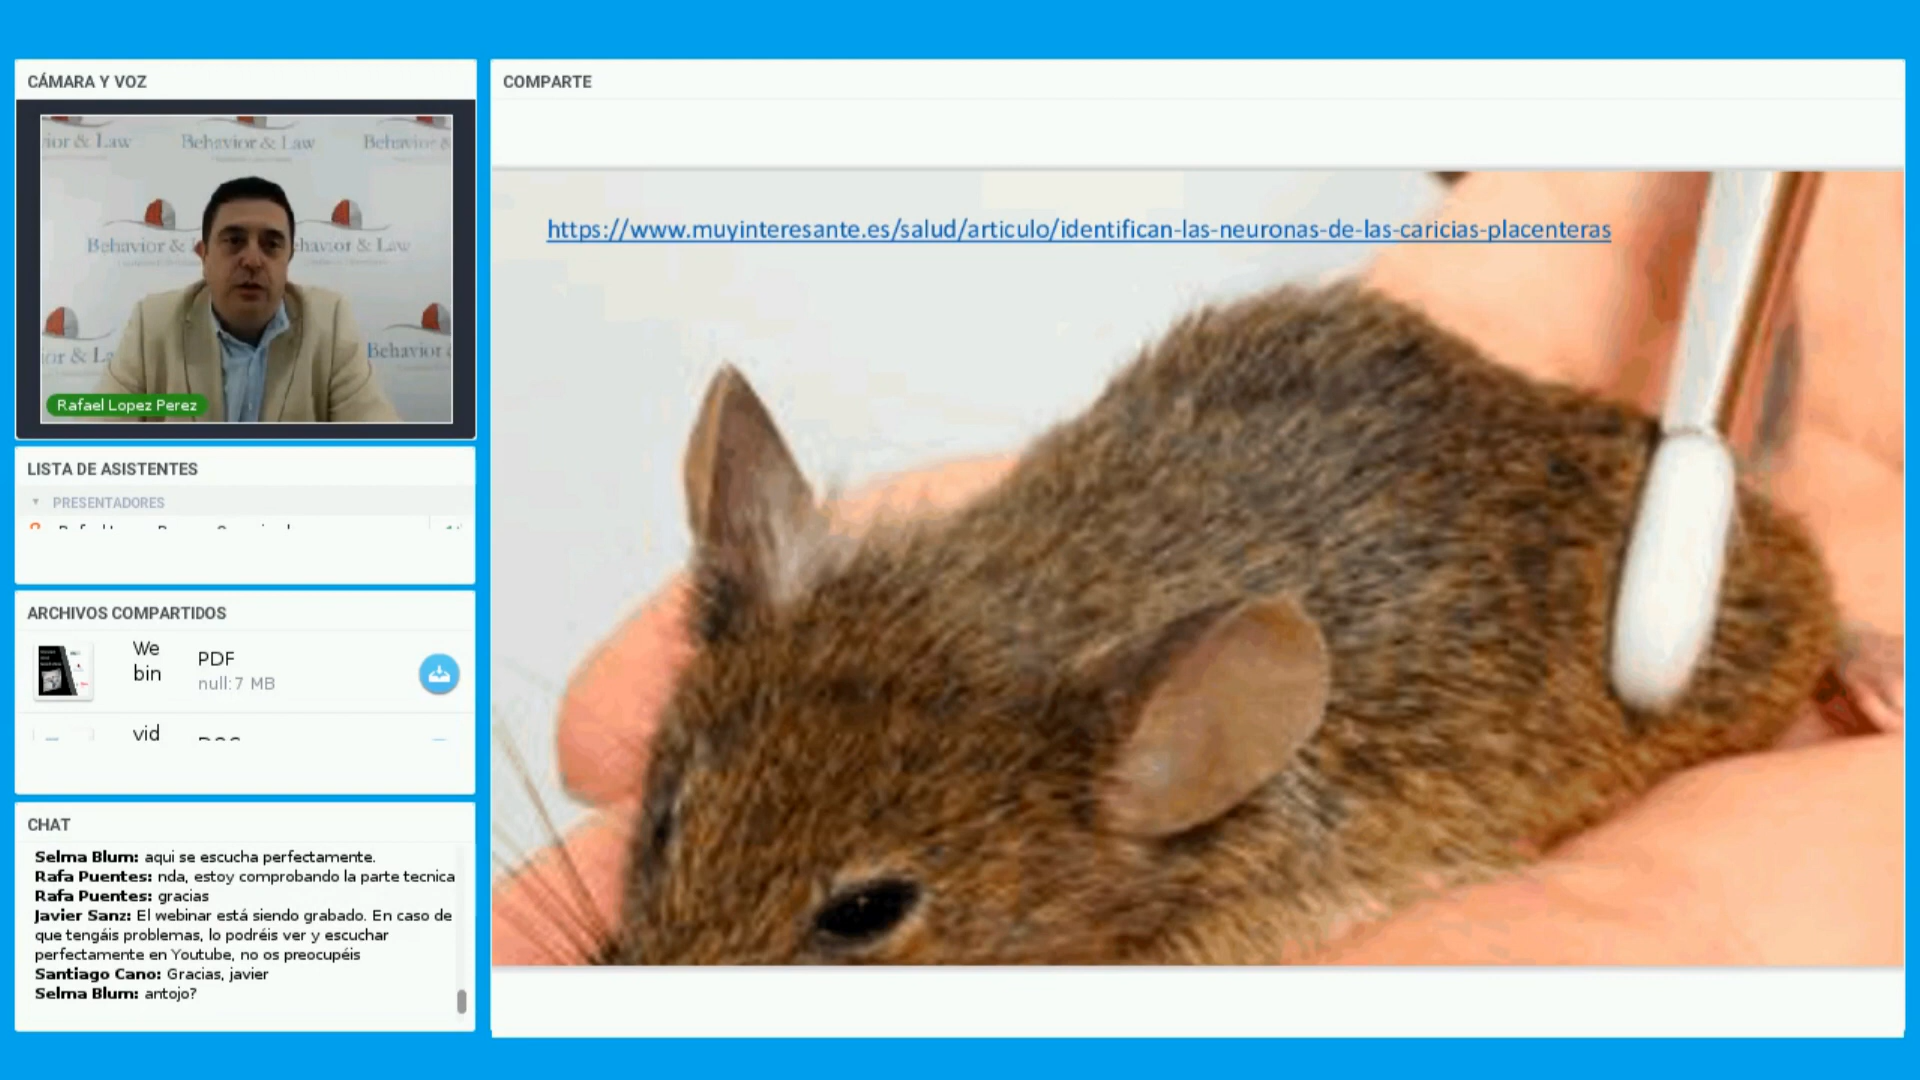 CÁMARA Y VOZ
ior & Law Behavior & Law Behavior &
Behavior & havior & Law
ior & La Behavior
Rafael Lopez Perez
LISTA DE ASISTENTES
PRESENTADORES
ARCHIVOS COMPARTIDOS
We
bin
PDF
null:7 MB
vid
CHAT
Selma Blum: aqui se escucha perfectamente.
Rafa Puentes: nda, estoy comprobando la parte tecnica
Rafa Puentes: gracias
Javier Sanz: El webinar está siendo grabado. En caso de
que tengáis problemas, lo podréis ver y escuchar
perfectamente en Youtube, no os preocupéis
Santiago Cano: Gracias, javier
Selma Blum: antojo?
COMPARTE
https://www.muyinteresante.es/salud/articulo/identifican-las-neuronas-de-las-caricias-placenteras